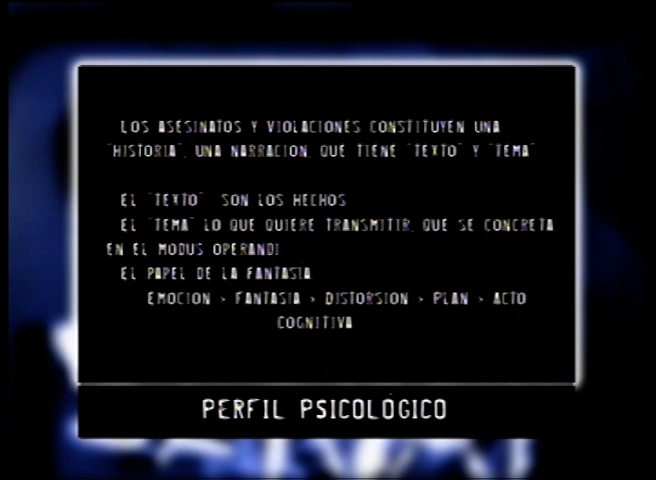 LOS ASESINATOS Y VIOLACIONES CONSTITUYEN UNA
"HISTORIA", UNA NARRACION, QUE TIENE "TEXTO" Y "TEMA"
EL "TEXTO" SON LOS HECHOS
EL "TEMA" LO QUE QUIERE TRANSMITIR, QUE SE CONCRETA
EN EL MODUS OPERANDI
EL PAPEL DE LA FANTASIA
EMOCION > FANTASIA > DISTORSION > PLAN > ACTO
COGNITIVA
PERFIL PSICOLÓGICO